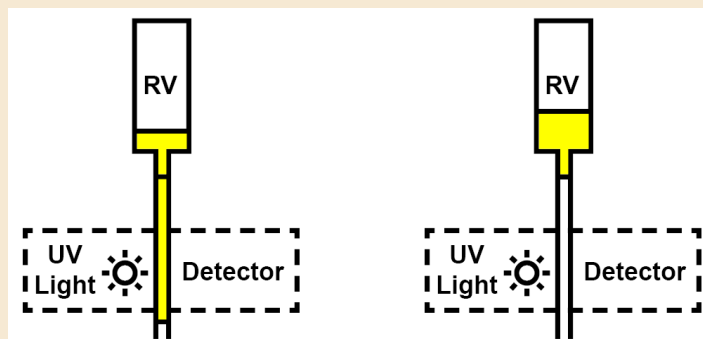 RV
UV
Light
Detector
RV
UV
Light
Detector